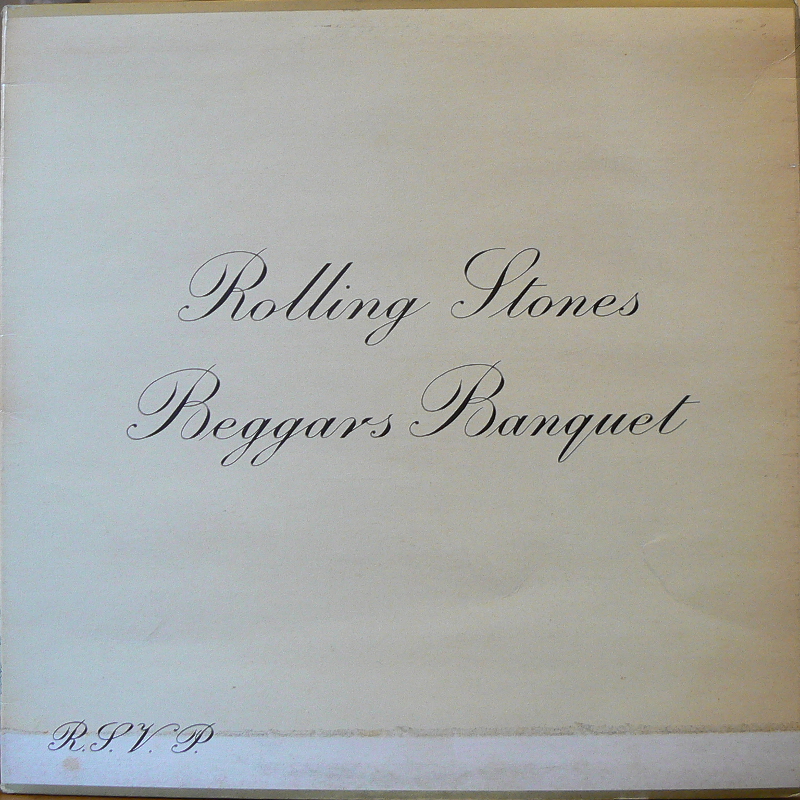 Rolling Stones
Beggars Banquet
R.S.V.P.